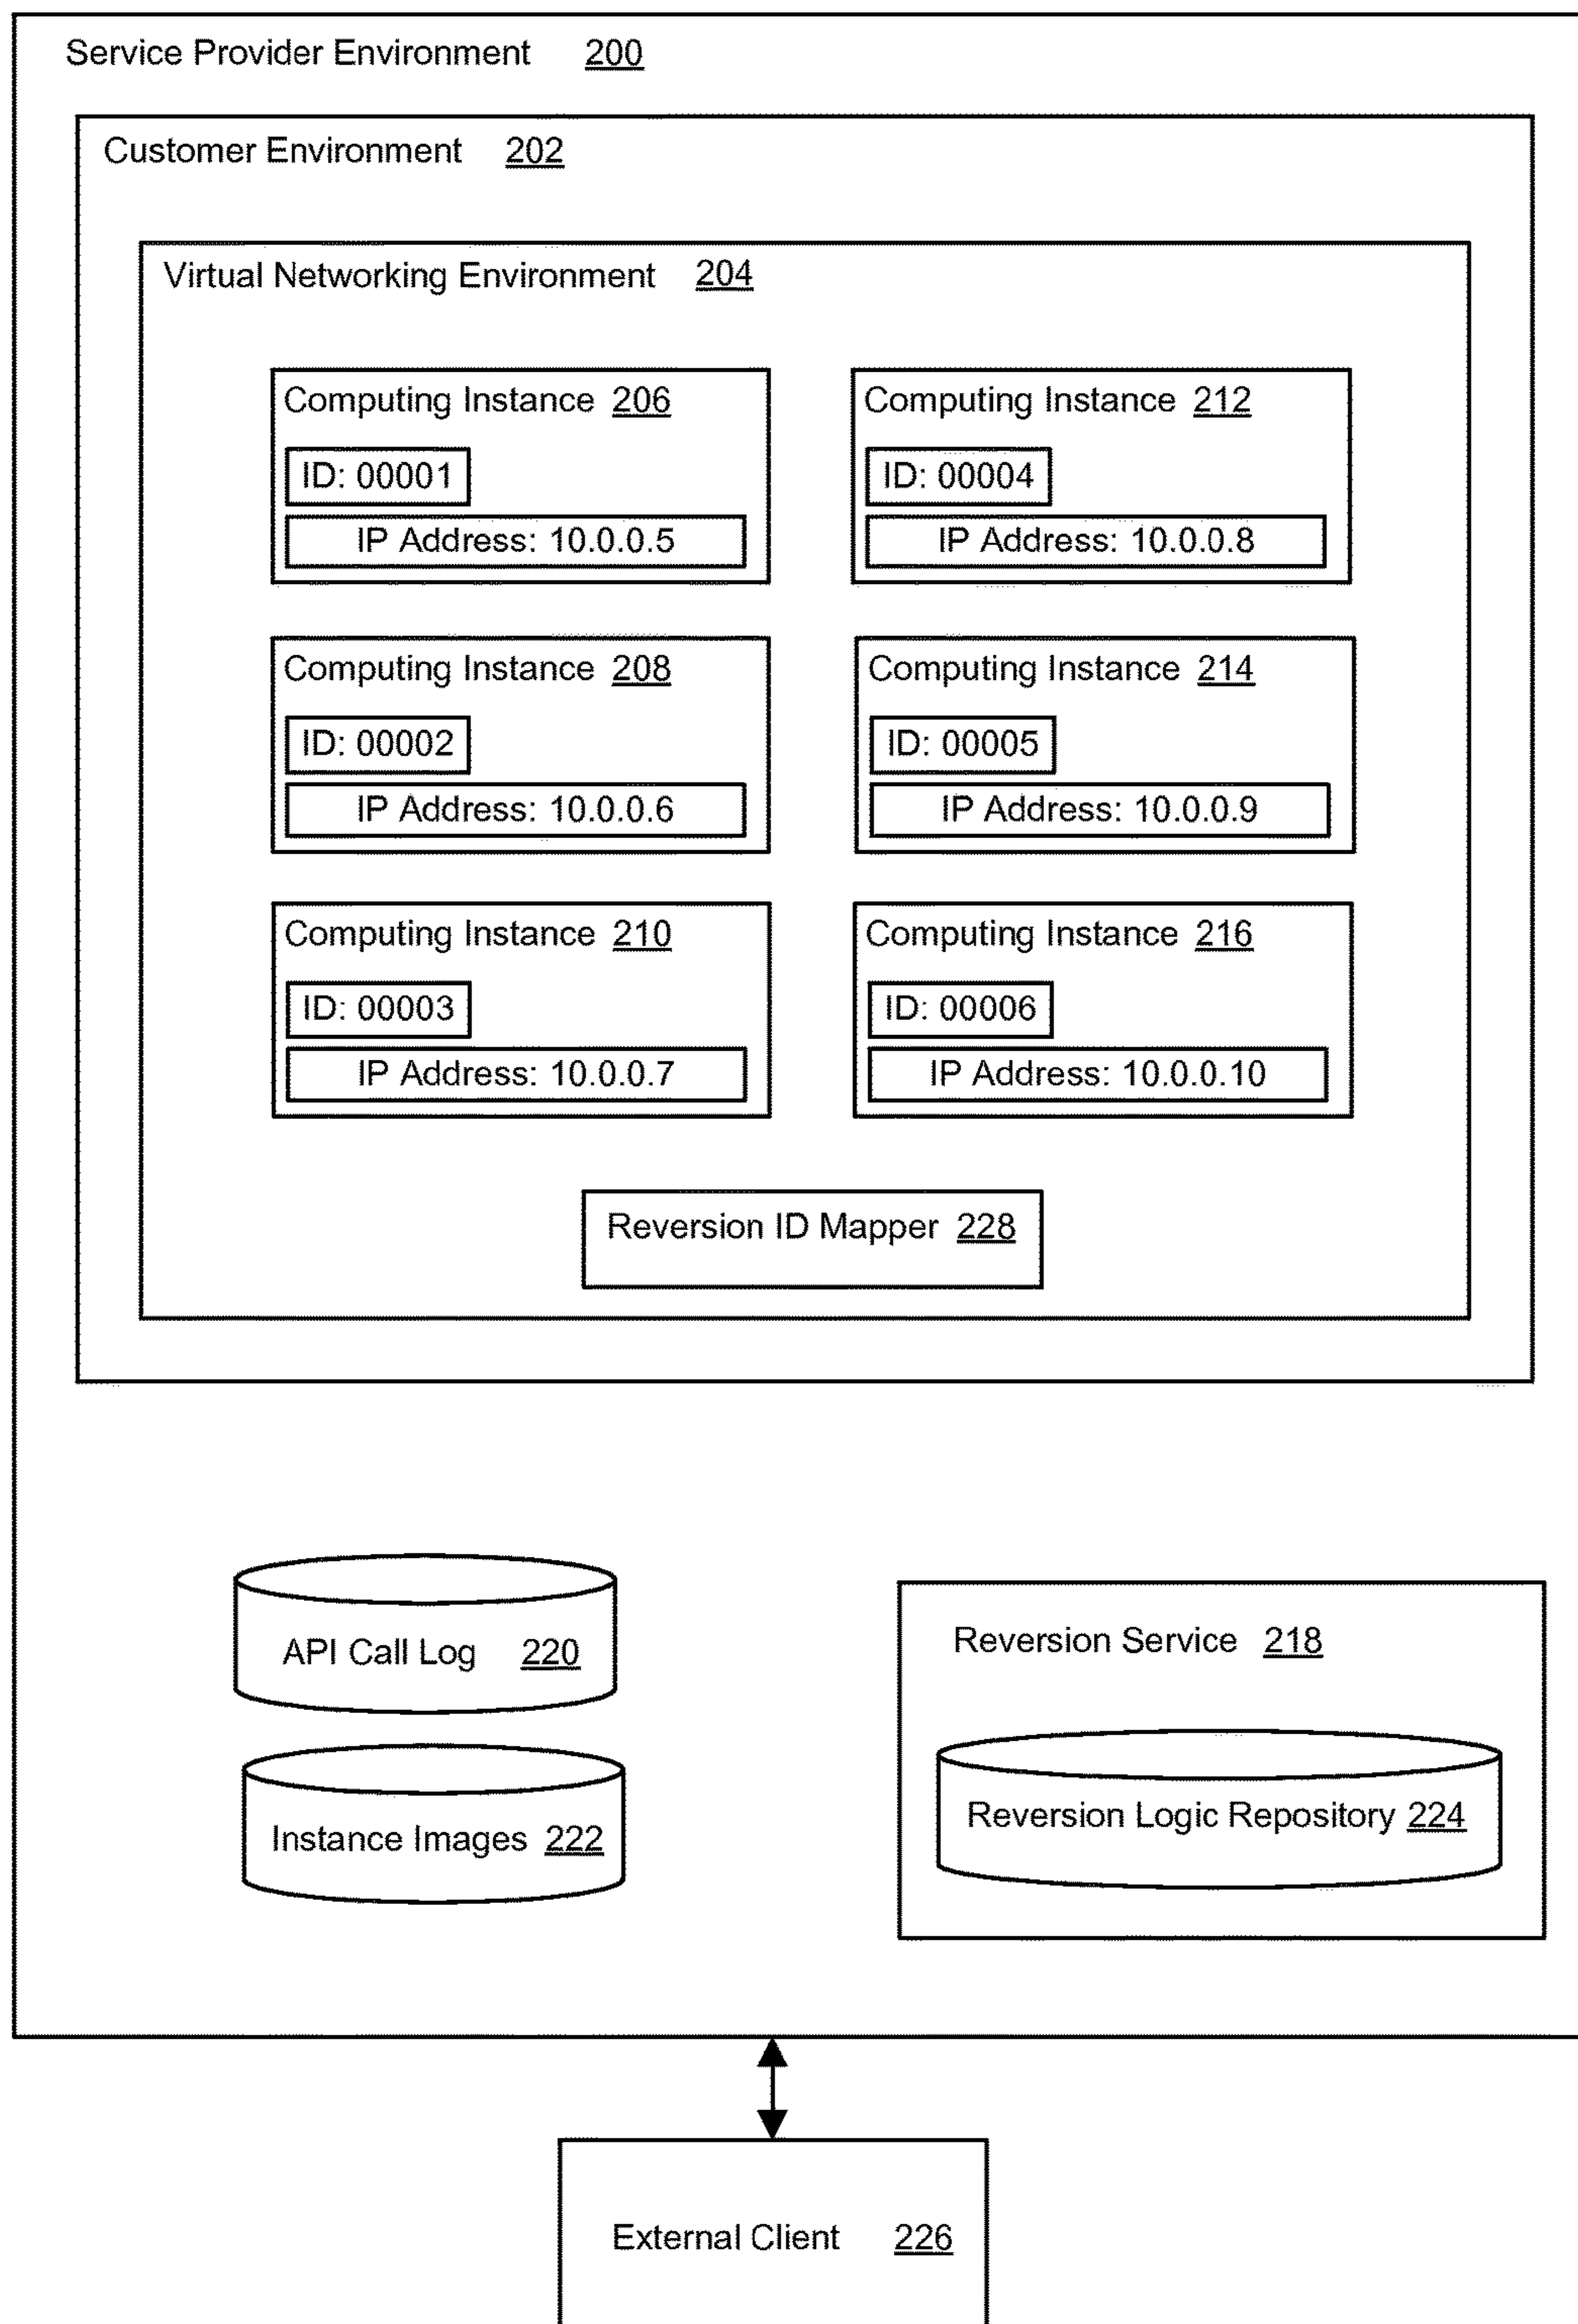 Service Provider Environment 200
Customer Environment 202
Virtual Networking Environment 204
Computing Instance 206
ID: 00001
IP Address: 10.0.0.5
Computing Instance 212
ID: 00004
IP Address: 10.0.0.8
Computing Instance 208
ID: 00002
IP Address: 10.0.0.6
Computing Instance 214
ID: 00005
IP Address: 10.0.0.9
Computing Instance 210
ID: 00003
IP Address: 10.0.0.7
Computing Instance 216
ID: 00006
IP Address: 10.0.0.10
Reversion ID Mapper 228
API Call Log 220
Instance Images 222
Reversion Service 218
Reversion Logic Repository 224
External Client 226